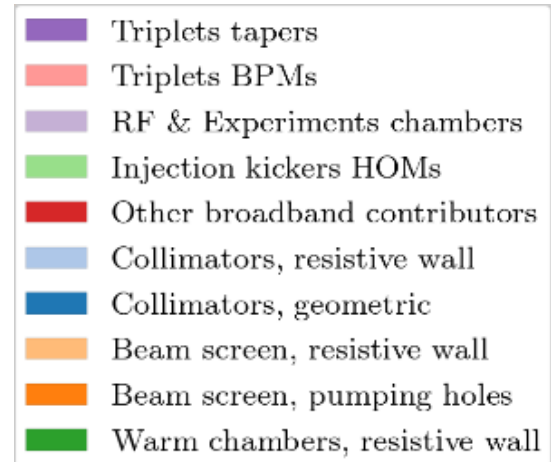 Triplets tapers
Triplets BPMs
RF & Experiments chambers
Injection kickers HOMs
Other broadband contributors
Collimators, resistive wall
Collimators, geometric
Beam screen, resistive wall
Beam screen, pumping holes
Warm chambers, resistive wall